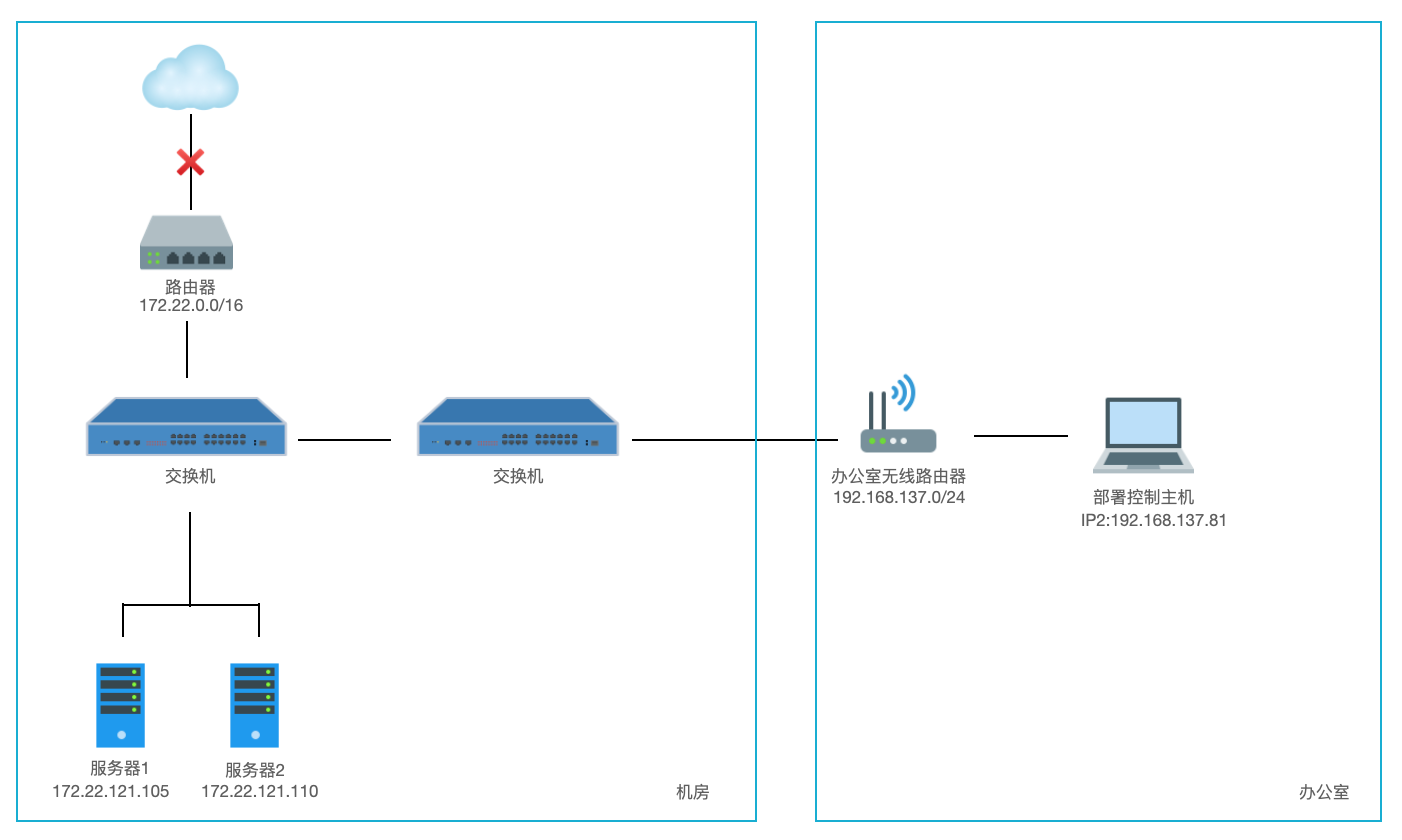 路由器
172.22.0.0/16
交换机
交换机
办公室无线路由器
192.168.137.0/24
部署控制主机
IP2:192.168.137.81
服务器1
172.22.121.105
服务器2
172.22.121.110
机房
办公室